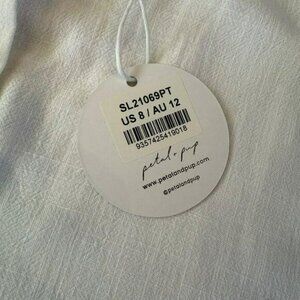 SL21069PT
US 8 / AU 12
9357425419018
petal + pup
www.petalandpup.com
@petalandpup